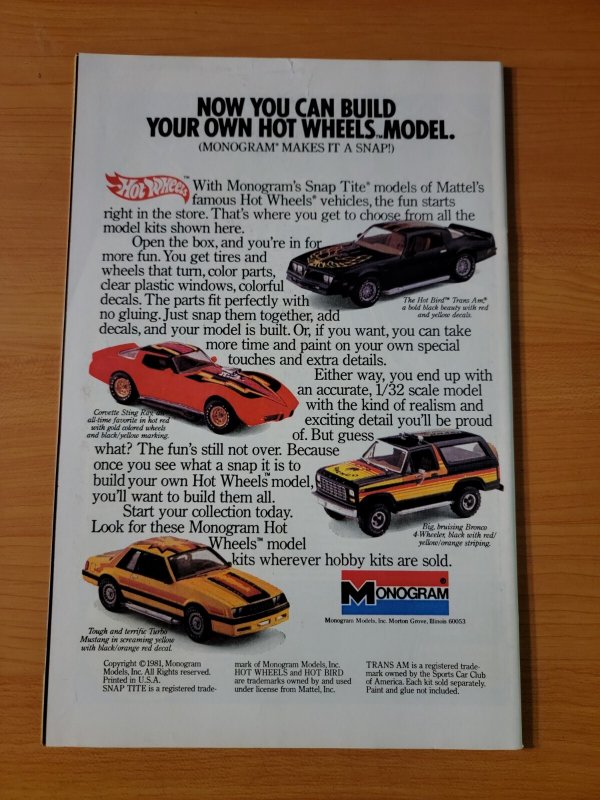 NOW YOU CAN BUILD
YOUR OWN HOT WHEELS™ MODEL.
(MONOGRAM® MAKES IT A SNAP!)
HOT WHEELS™
With Monogram's Snap Tite® models of Mattel's
famous Hot Wheels® vehicles, the fun starts
right in the store. That's where you get to choose from all the
model kits shown here.
Open the box, and you're in for
more fun. You get tires and
wheels that turn, color parts,
clear plastic windows, colorful
decals. The parts fit perfectly with
no gluing. Just snap them together, add
decals, and your model is built. Or, if you want, you can take
more time and paint on your own special
touches and extra details.
The Hot Bird™ Trans Am,®
a bold black beauty with red
and yellow decals.
Either way, you end up with
an accurate, 1/32 scale model
with the kind of realism and
exciting detail you'll be proud
of. But guess
what? The fun's still not over. Because
once you see what a snap it is to
build your own Hot Wheels™ model,
you'll want to build them all.
Corvette Sting Ray, an
all-time favorite in hot red
with gold colored wheels
and black/yellow marking.
Start your collection today.
Look for these Monogram Hot
Wheels™ model
kits wherever hobby kits are sold.
Big, bruising Bronco
4-Wheeler, black with red/
yellow/orange striping.
Tough and terrific Turbo
Mustang in screaming yellow
with black/orange red decal.
MONOGRAM®
Monogram Models, Inc. Morton Grove, Illinois 60053
Copyright © 1981, Monogram
Models, Inc. All Rights reserved.
Printed in U.S.A.
SNAP TITE is a registered trade-
mark of Monogram Models, Inc.
HOT WHEELS and HOT BIRD
are trademarks owned by and used
under license from Mattel, Inc.
TRANS AM is a registered trade-
mark owned by the Sports Car Club
of America. Each kit sold separately.
Paint and glue not included.